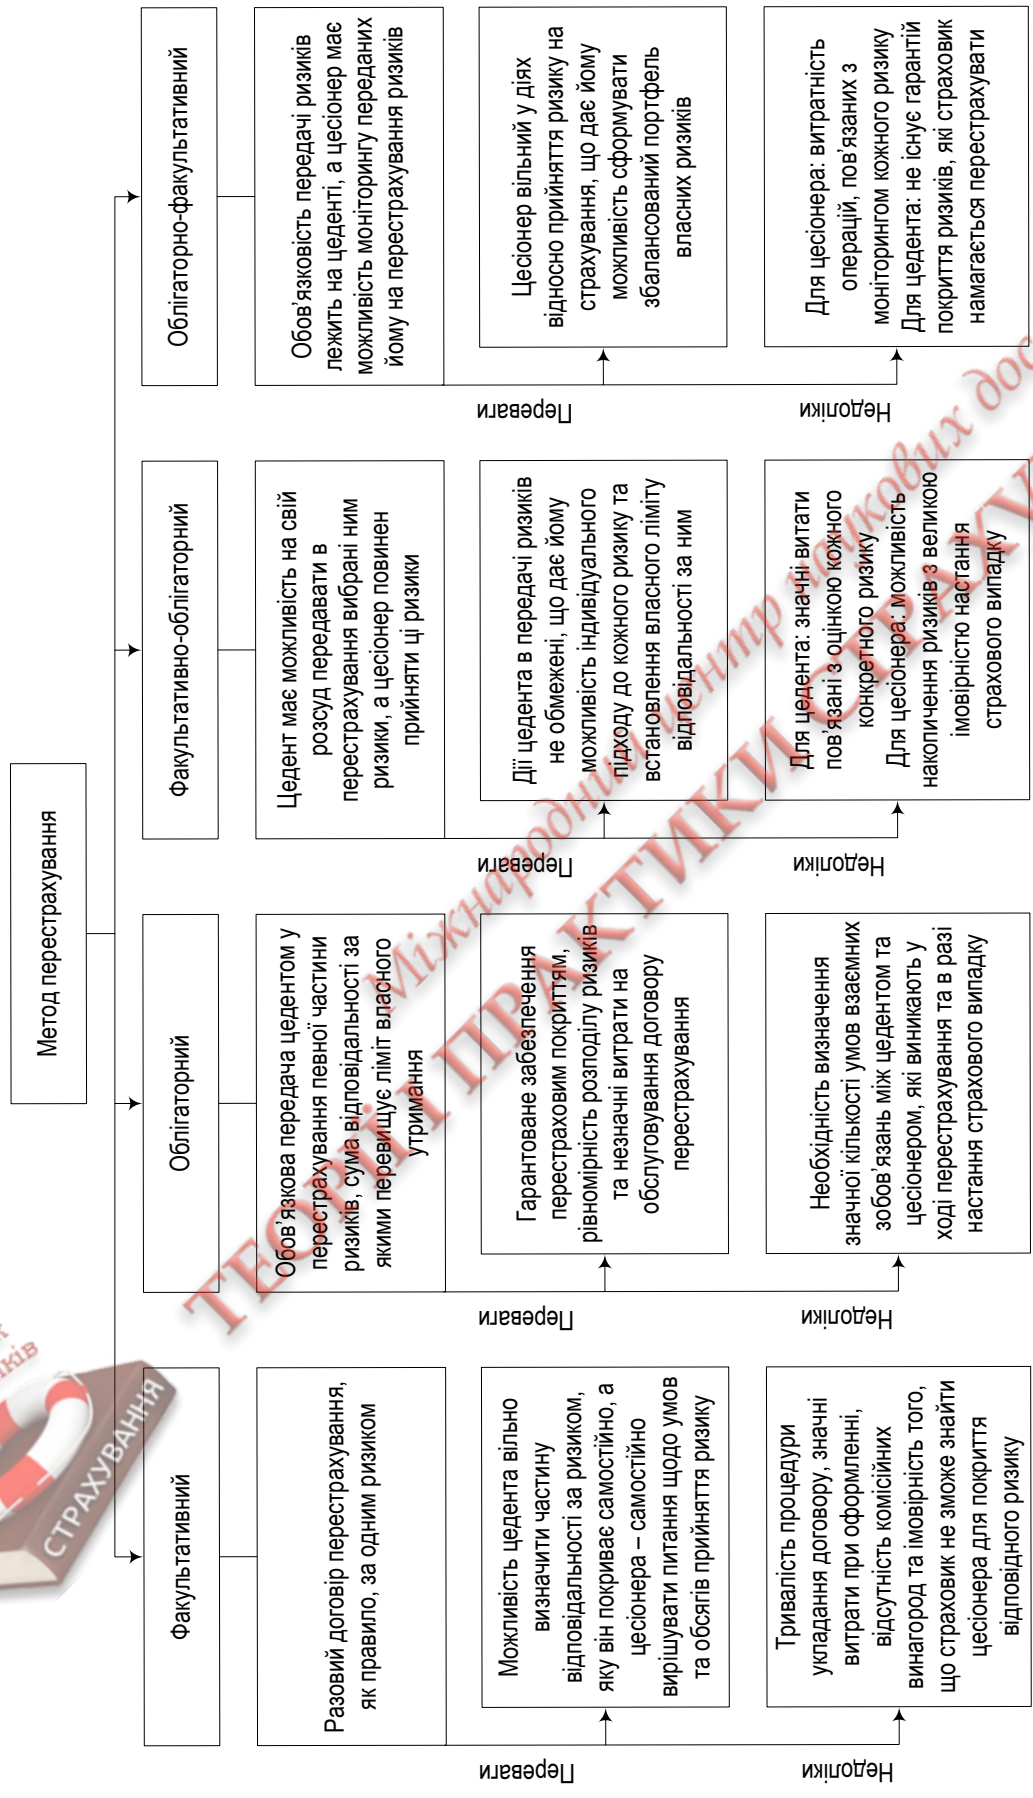 Метод перестрахування
Факультативний
Разовий договір перестрахування,
як правило, за одним ризиком
Переваги
Можливість цедента вільно
визначити частину
відповідальності за ризиком,
яку він покриває самостійно, а
цесіонера – самостійно
вирішувати питання щодо умов
та обсягів прийняття ризику
Недоліки
Тривалість процедури
укладання договору, значні
витрати при оформленні,
відсутність комісійних
винагород та імовірність того,
що страховик не зможе знайти
цесіонера для покриття
відповідного ризику
Облігаторний
Обов’язкова передача цедентом у
перестрахування певної частини
ризиків, сума відповідальності за
якими перевищує ліміт власного
утримання
Переваги
Гарантоване забезпечення
перестраховим покриттям,
рівномірність розподілу ризиків
та незначні витрати на
обслуговування договору
перестрахування
Недоліки
Необхідність визначення
значної кількості умов взаємних
зобов’язань між цедентом та
цесіонером, які виникають у
ході перестрахування та в разі
настання страхового випадку
Факультативно-облігаторний
Цедент має можливість на свій
розсуд передавати в
перестрахування вибрані ним
ризики, а цесіонер повинен
прийняти ці ризики
Переваги
Дії цедента в передачі ризиків
не обмежені, що дає йому
можливість індивідуального
підходу до кожного ризику та
встановлення власного ліміту
відповідальності за ним
Недоліки
Для цедента: значні витати
пов’язані з оцінкою кожного
конкретного ризику
Для цесіонера: можливість
накопичення ризиків з великою
імовірністю настання
страхового випадку
Облігаторно-факультативний
Обов’язковість передачі ризиків
лежить на цеденті, а цесіонер має
можливість моніторингу переданих
йому на перестрахування ризиків
Переваги
Цесіонер вільний у діях
відносно прийняття ризику на
страхування, що дає йому
можливість сформувати
збалансований портфель
власних ризиків
Недоліки
Для цесіонера: витратність
операцій, пов’язаних з
моніторингом кожного ризику
Для цедента: не існує гарантій
покриття ризиків, які страховик
намагається перестрахувати
СТРАХУВАННЯ
Міжнародний центр наукових
ТЕОРІЇ І ПРАКТИКИ